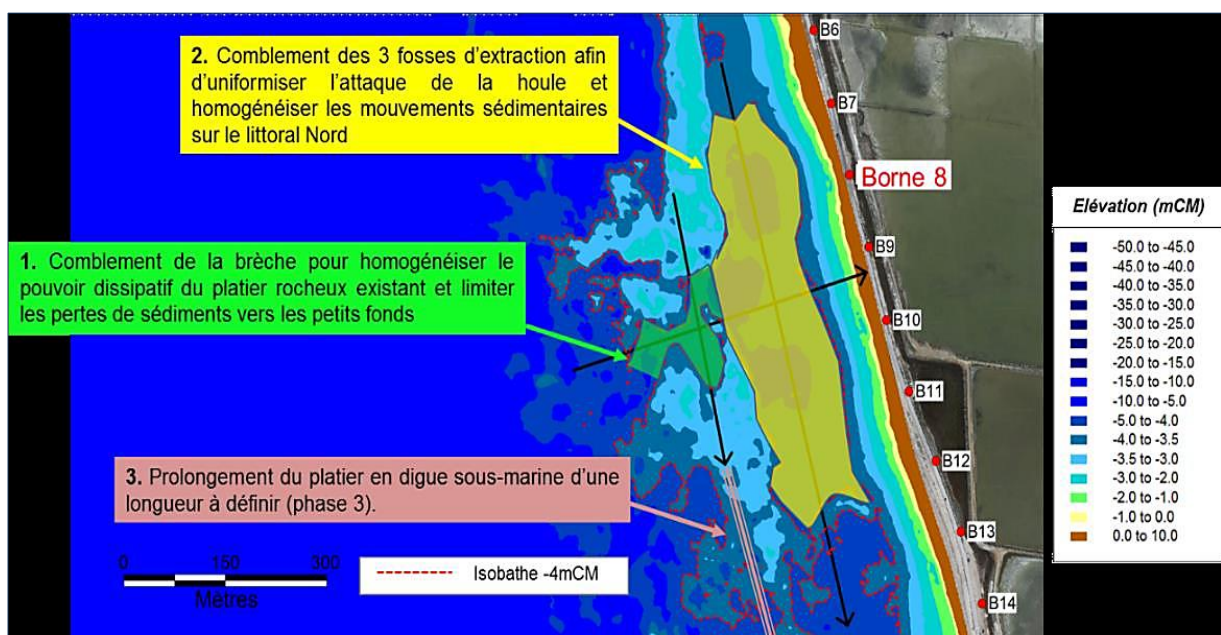 2. Comblement des 3 fosses d'extraction afin
d'uniformiser l'attaque de la houle et
homogénéiser les mouvements sédimentaires
sur le littoral Nord
1. Comblement de la brèche pour homogénéiser le
pouvoir dissipatif du platier rocheux existant et limiter
les pertes de sédiments vers les petits fonds
3. Prolongement du platier en digue sous-marine d'une
longueur à définir (phase 3).
0 150 300
Mètres
Isobathe -4mCM
B6
B7
Borne 8
B9
B10
B11
B12
B13
B14
Elévation (mCM)
-50.0 to -45.0
-45.0 to -40.0
-40.0 to -35.0
-35.0 to -30.0
-30.0 to -25.0
-25.0 to -20.0
-20.0 to -15.0
-15.0 to -10.0
-10.0 to -5.0
-5.0 to -4.0
-4.0 to -3.5
-3.5 to -3.0
-3.0 to -2.0
-2.0 to -1.0
-1.0 to 0.0
0.0 to 10.0